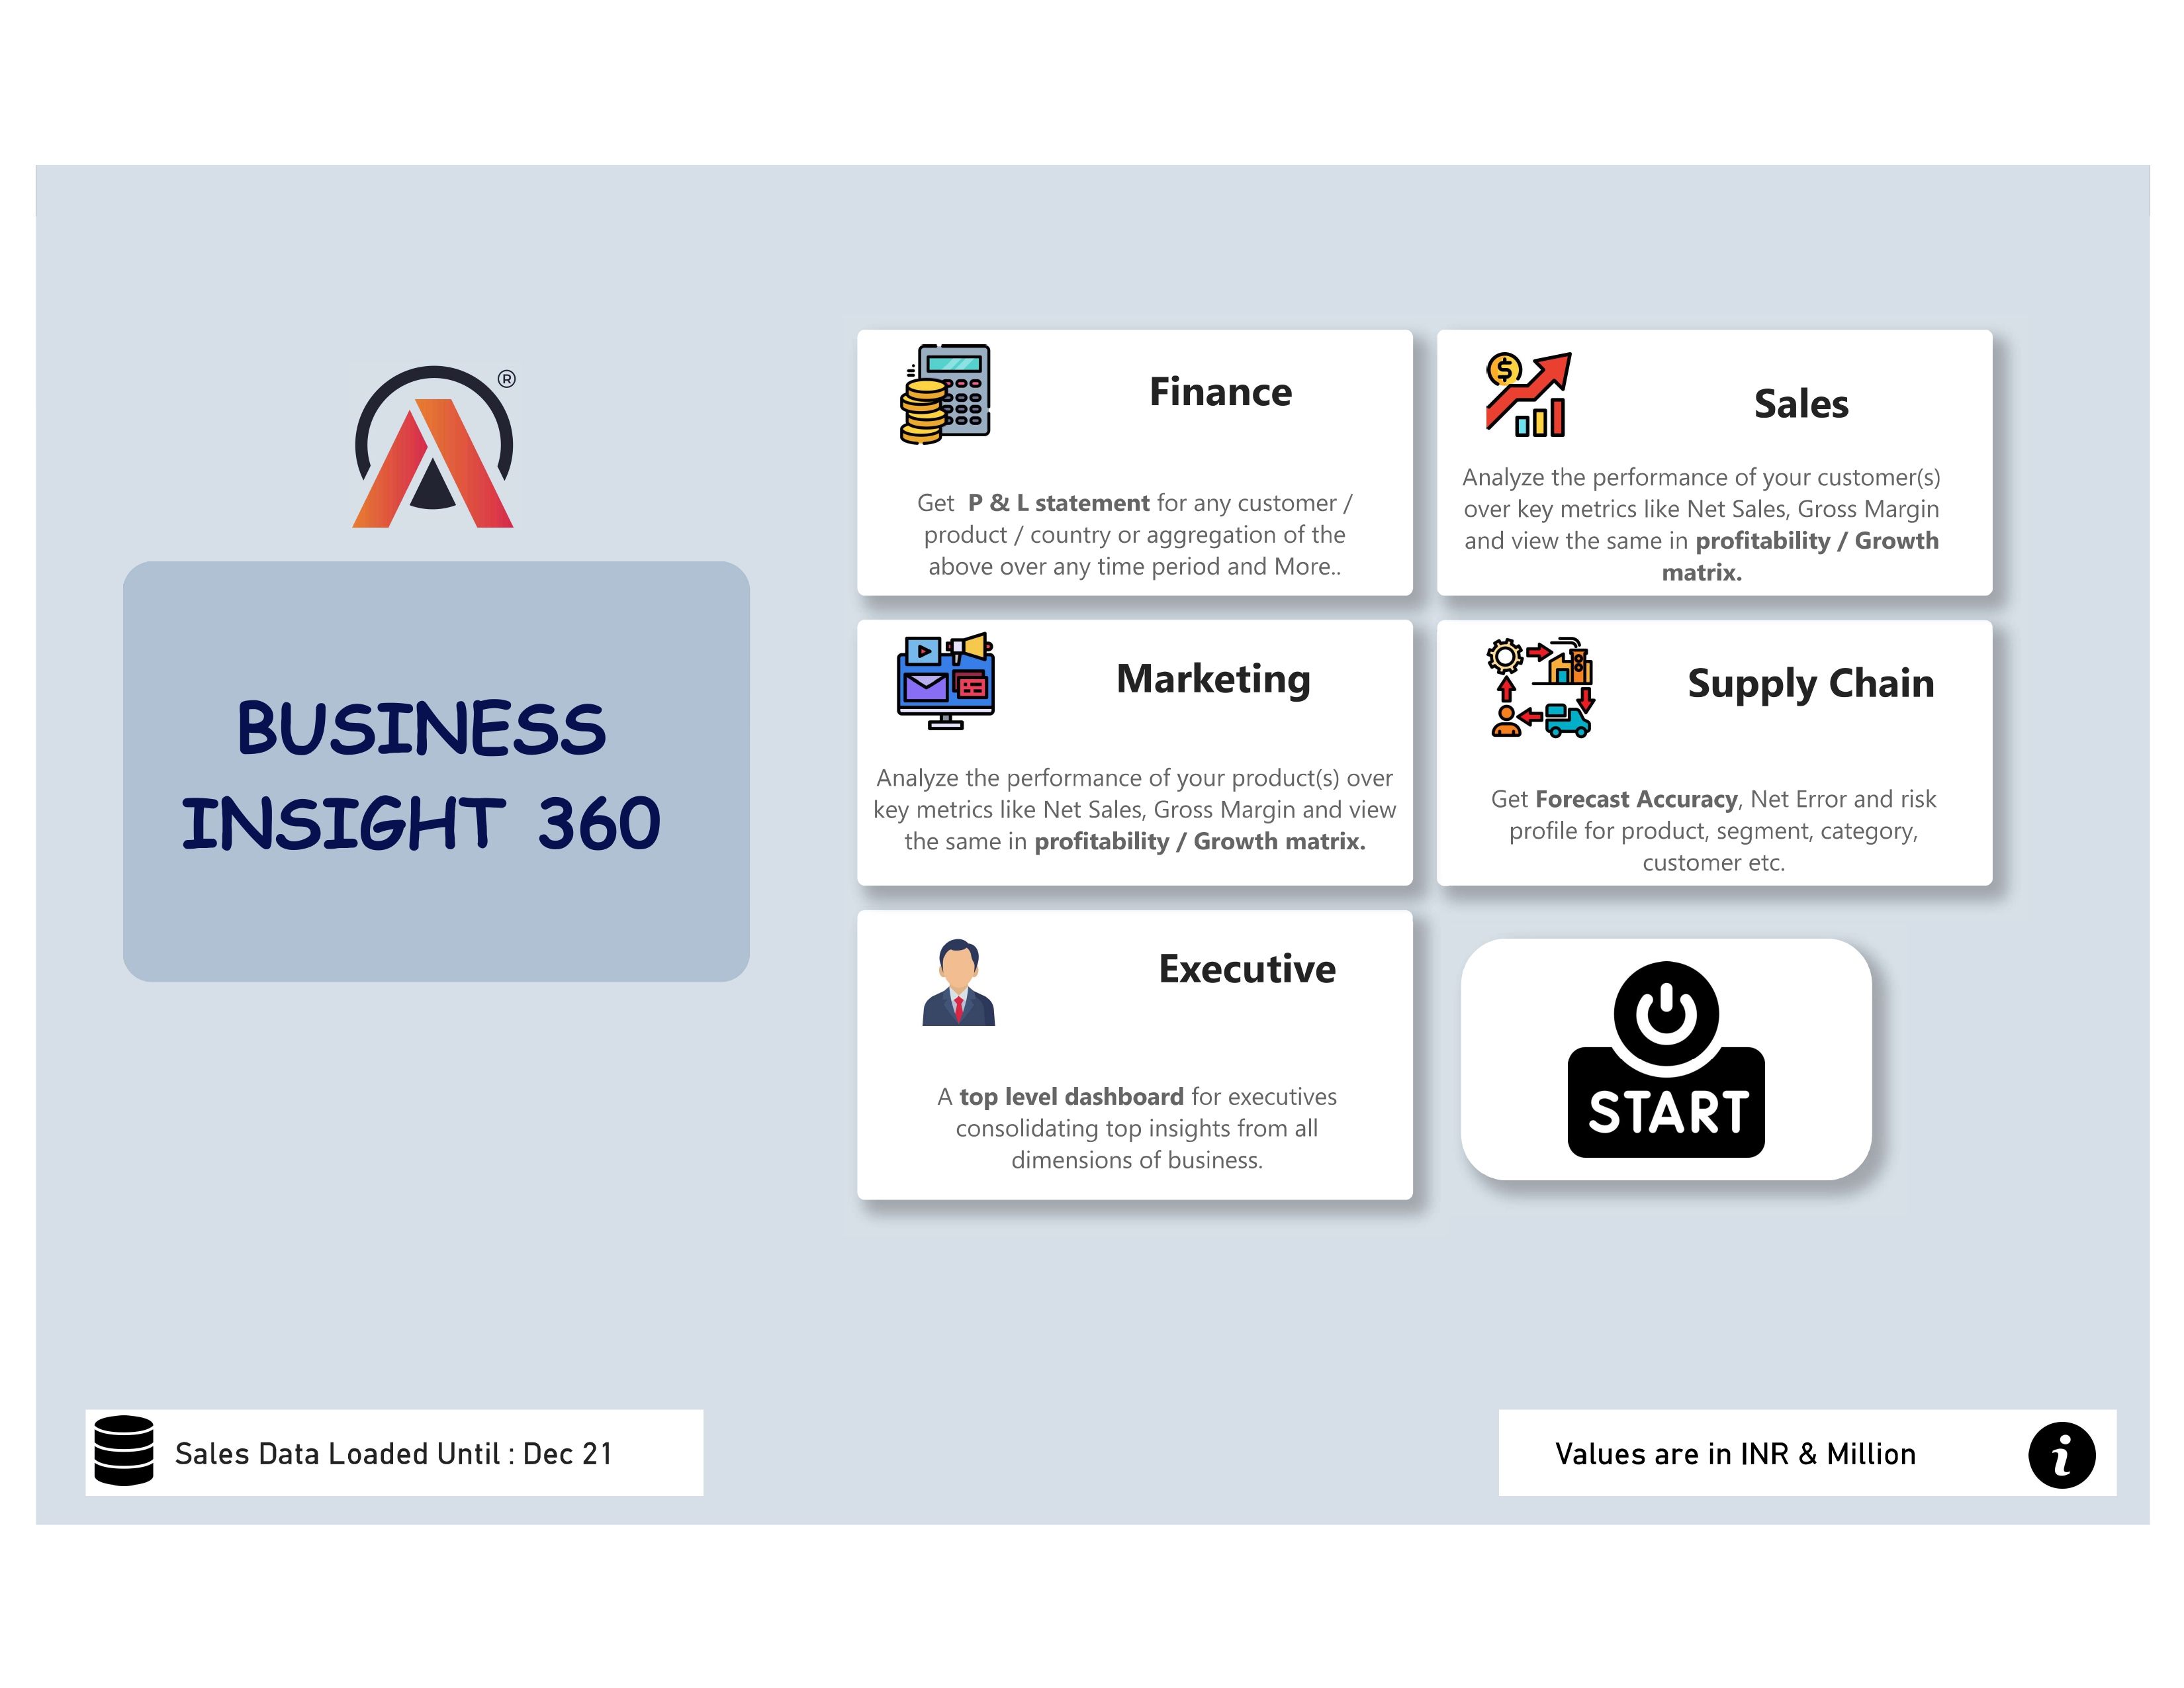 ®
BUSINESS
INSIGHT 360
Finance
Get P & L statement for any customer /
product / country or aggregation of the
above over any time period and More..
Sales
Analyze the performance of your customer(s)
over key metrics like Net Sales, Gross Margin
and view the same in profitability / Growth
matrix.
Marketing
Analyze the performance of your product(s) over
key metrics like Net Sales, Gross Margin and view
the same in profitability / Growth matrix.
Supply Chain
Get Forecast Accuracy, Net Error and risk
profile for product, segment, category,
customer etc.
Executive
A top level dashboard for executives
consolidating top insights from all
dimensions of business.
START
Sales Data Loaded Until : Dec 21
Values are in INR & Million